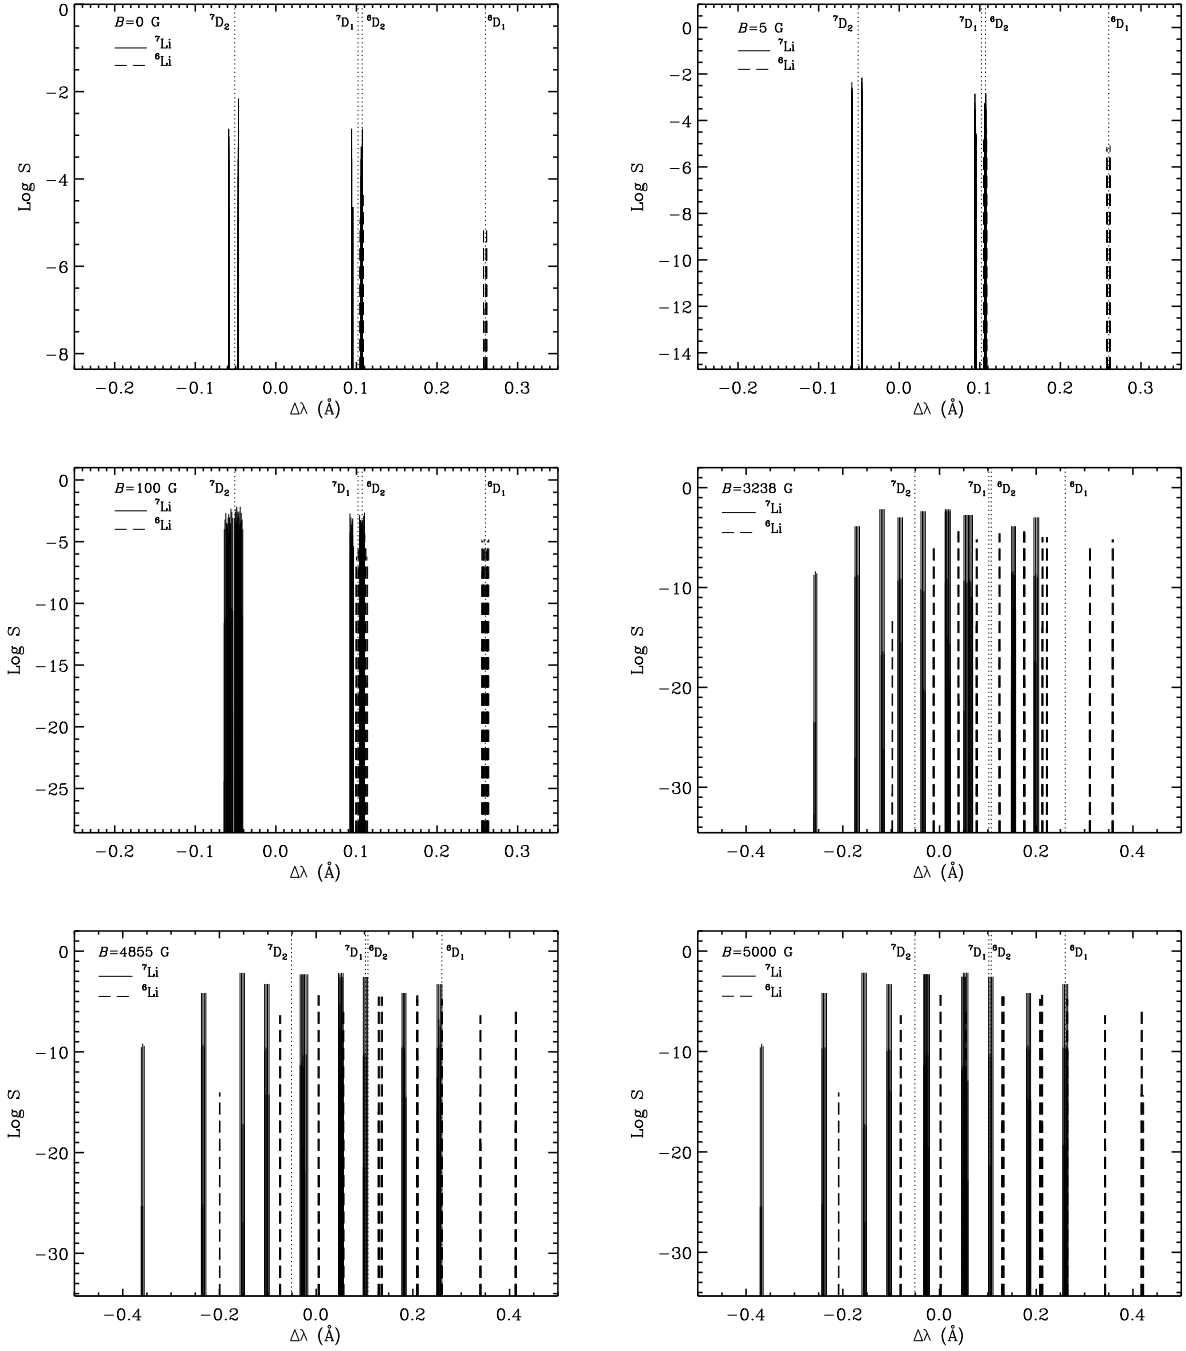 B=0 G
⁷Li
⁶Li
⁷D₂
⁷D₁
⁶D₂
⁶D₁
0
−2
−4
−6
−8
Log S
−0.2 −0.1 0.0 0.1 0.2 0.3
Δλ (Å)
B=5 G
⁷Li
⁶Li
⁷D₂
⁷D₁
⁶D₂
⁶D₁
0
−2
−4
−6
−8
−10
−12
−14
Log S
−0.2 −0.1 0.0 0.1 0.2 0.3
Δλ (Å)
B=100 G
⁷Li
⁶Li
⁷D₂
⁷D₁
⁶D₂
⁶D₁
0
−5
−10
−15
−20
−25
Log S
−0.2 −0.1 0.0 0.1 0.2 0.3
Δλ (Å)
B=3238 G
⁷Li
⁶Li
⁷D₂
⁷D₁
⁶D₂
⁶D₁
0
−10
−20
−30
Log S
−0.4 −0.2 0.0 0.2 0.4
Δλ (Å)
B=4855 G
⁷Li
⁶Li
⁷D₂
⁷D₁
⁶D₂
⁶D₁
0
−10
−20
−30
Log S
−0.4 −0.2 0.0 0.2 0.4
Δλ (Å)
B=5000 G
⁷Li
⁶Li
⁷D₂
⁷D₁
⁶D₂
⁶D₁
0
−10
−20
−30
Log S
−0.4 −0.2 0.0 0.2 0.4
Δλ (Å)